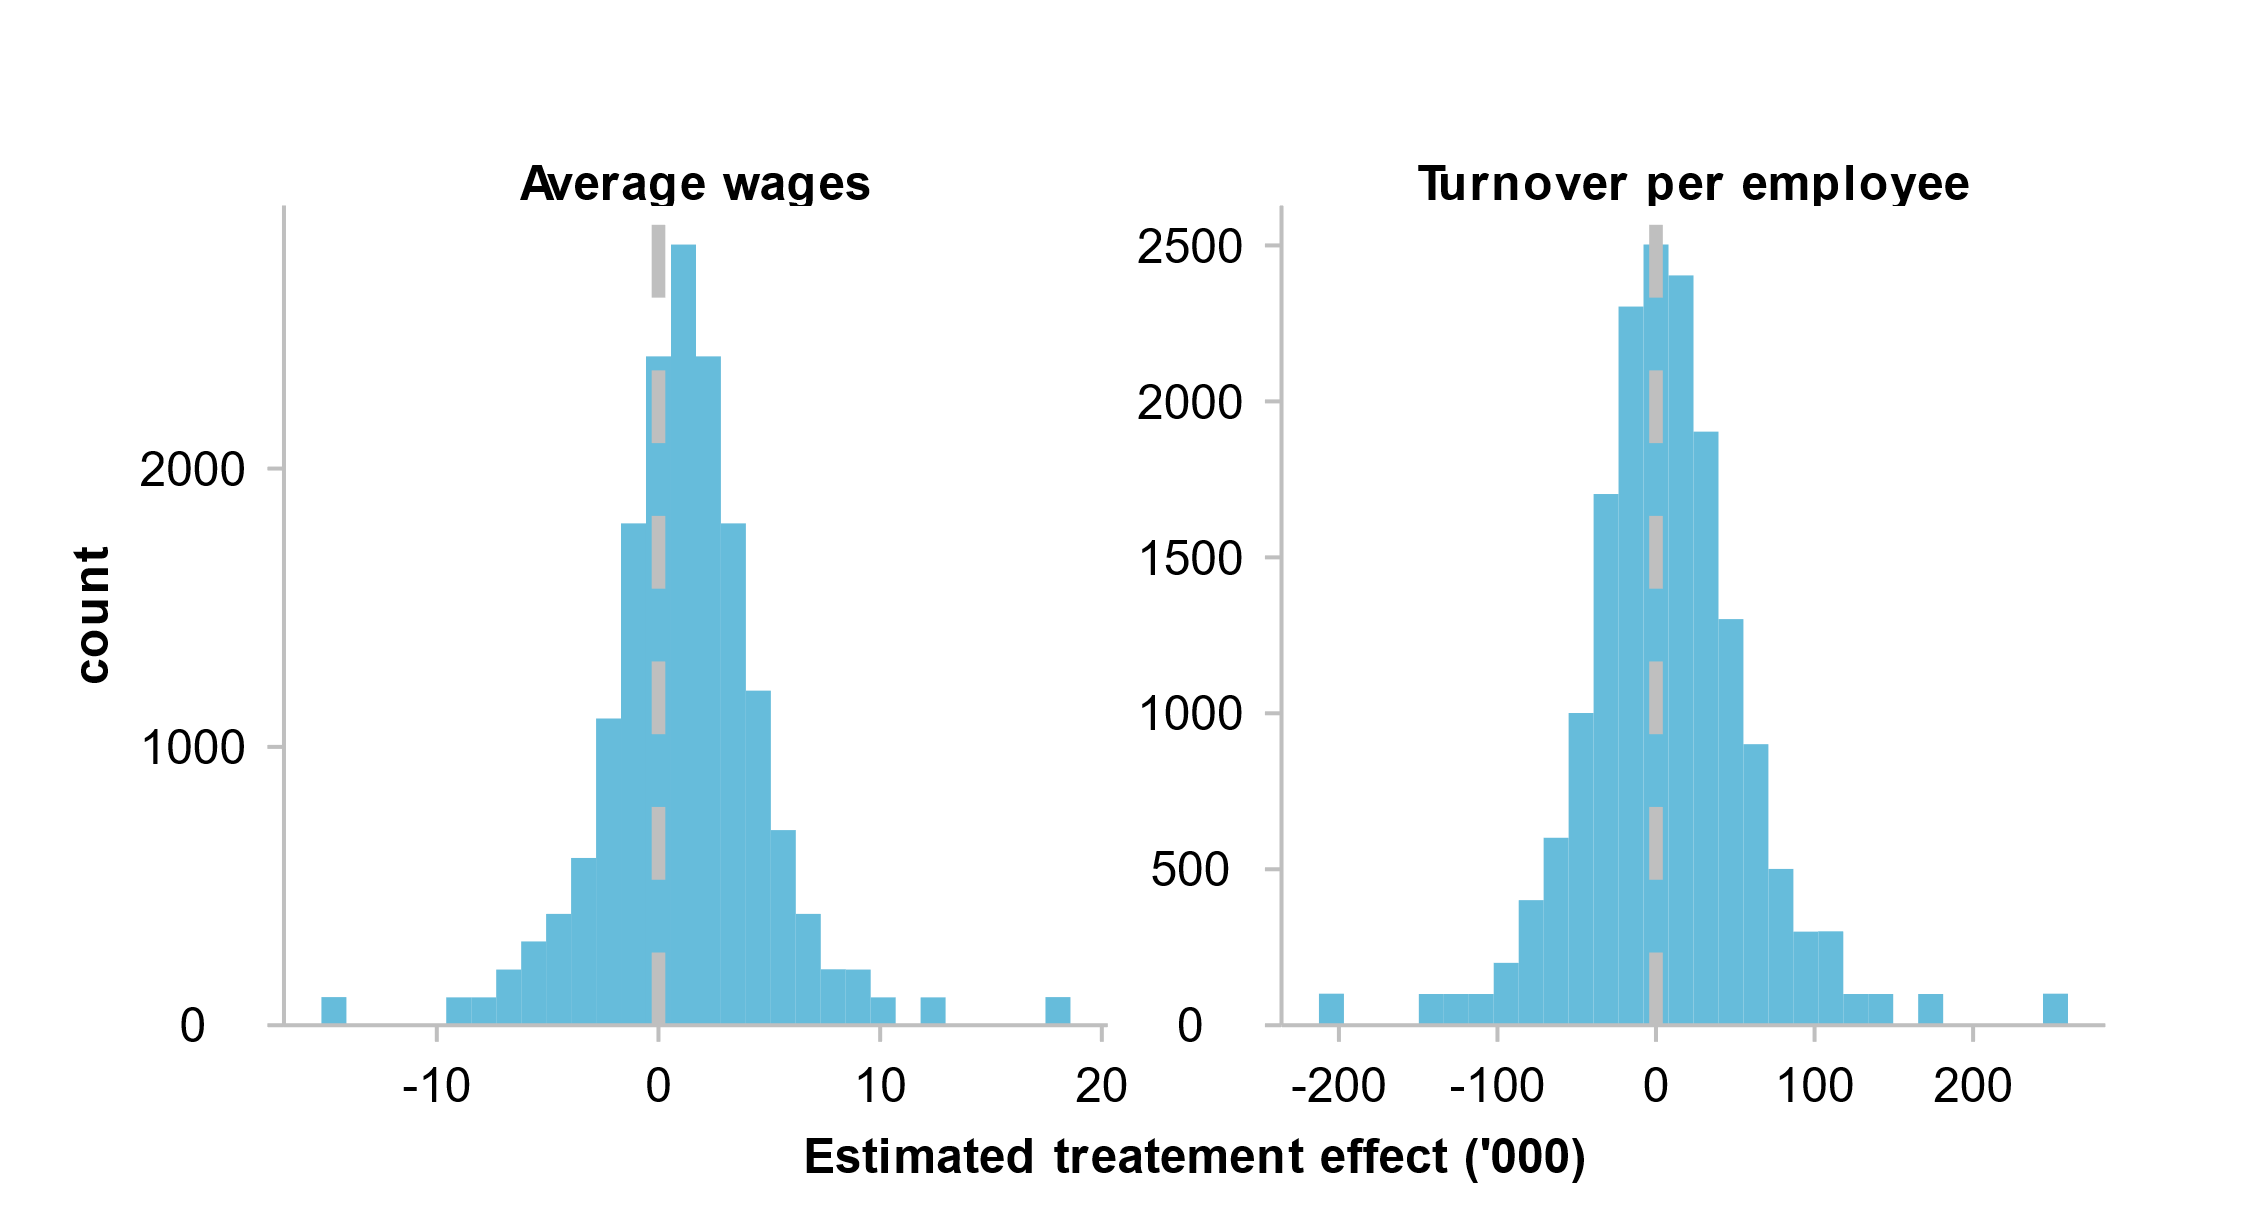 Average wages
Turnover per employee
count
2000
1000
0
2500
2000
1500
1000
500
0
-10 0 10 20
-200 -100 0 100 200
Estimated treatement effect ('000)